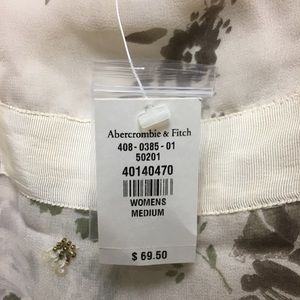 Abercrombie & Fitch
408-0385-01
50201
40140470
WOMENS
MEDIUM
$ 69.50